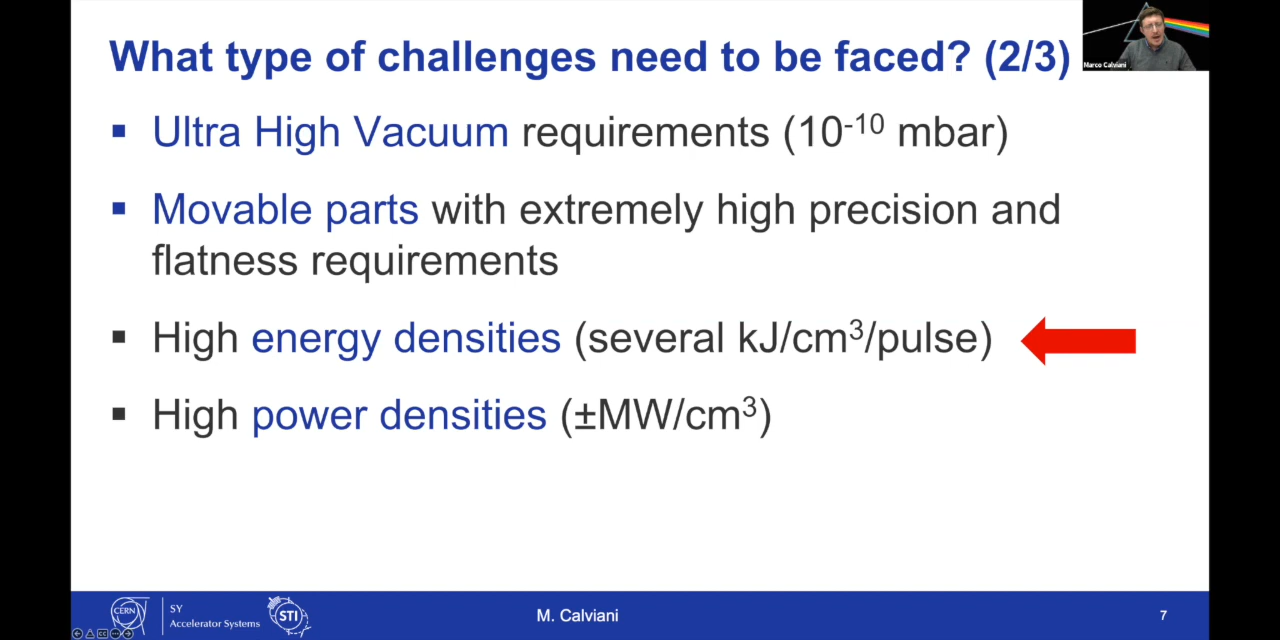 What type of challenges need to be faced? (2/3)
Marco Calviani
▪ Ultra High Vacuum requirements (10⁻¹⁰ mbar)
▪ Movable parts with extremely high precision and
flatness requirements
▪ High energy densities (several kJ/cm³/pulse)
▪ High power densities (±MW/cm³)
CERN
SY
Accelerator Systems
STI
M. Calviani
7